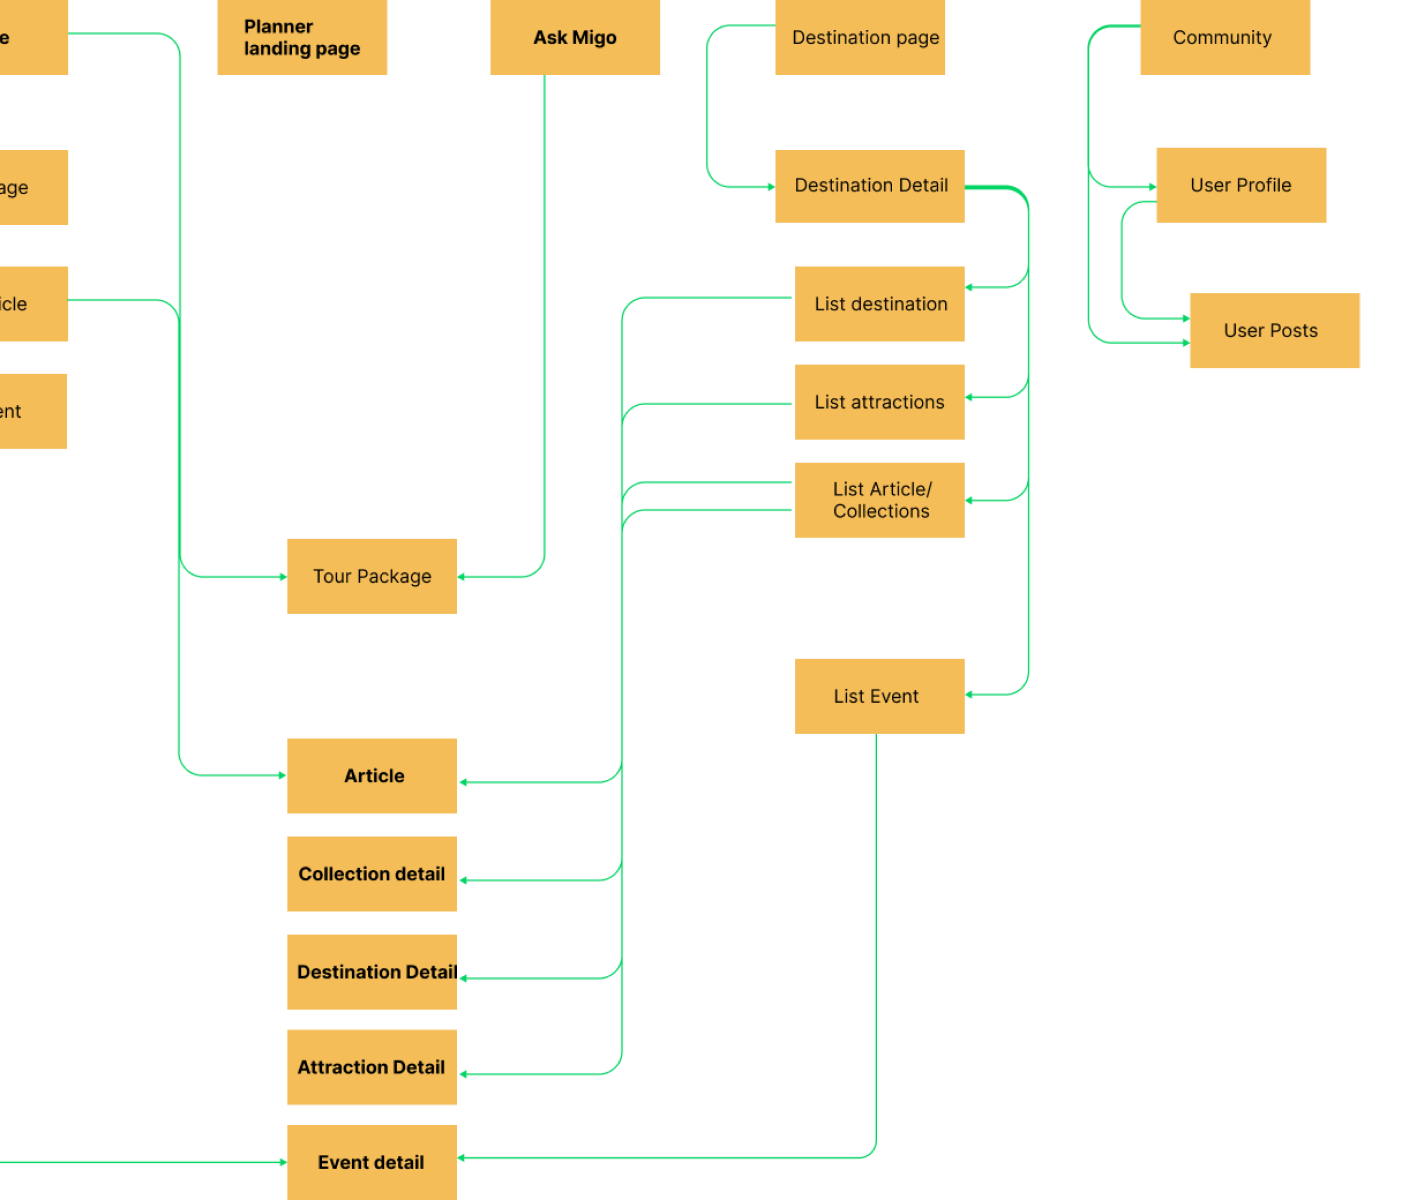 e
Planner
landing page
Ask Migo
Destination page
Community
age
Destination Detail
User Profile
icle
List destination
User Posts
ent
List attractions
List Article/
Collections
Tour Package
List Event
Article
Collection detail
Destination Detail
Attraction Detail
Event detail